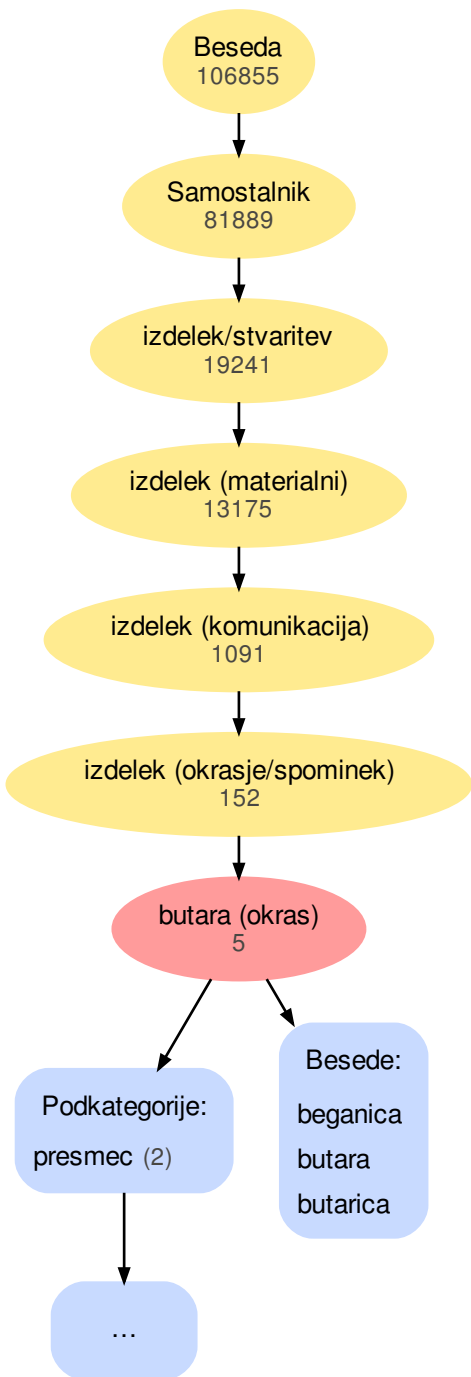 Beseda
106855
Samostalnik
81889
izdelek/stvaritev
19241
izdelek (materialni)
13175
izdelek (komunikacija)
1091
izdelek (okrasje/spominek)
152
butara (okras)
5
Podkategorije:
presmec (2)
Besede:
beganica
butara
butarica
…